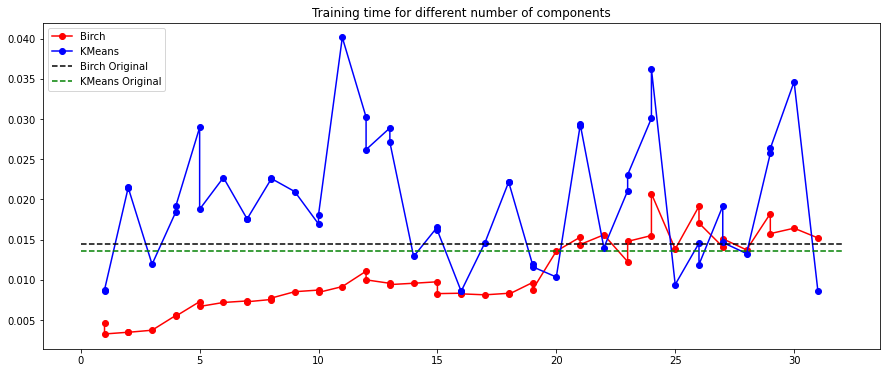 Training time for different number of components
Birch
KMeans
Birch Original
KMeans Original
0.040
0.035
0.030
0.025
0.020
0.015
0.010
0.005
0 5 10 15 20 25 30